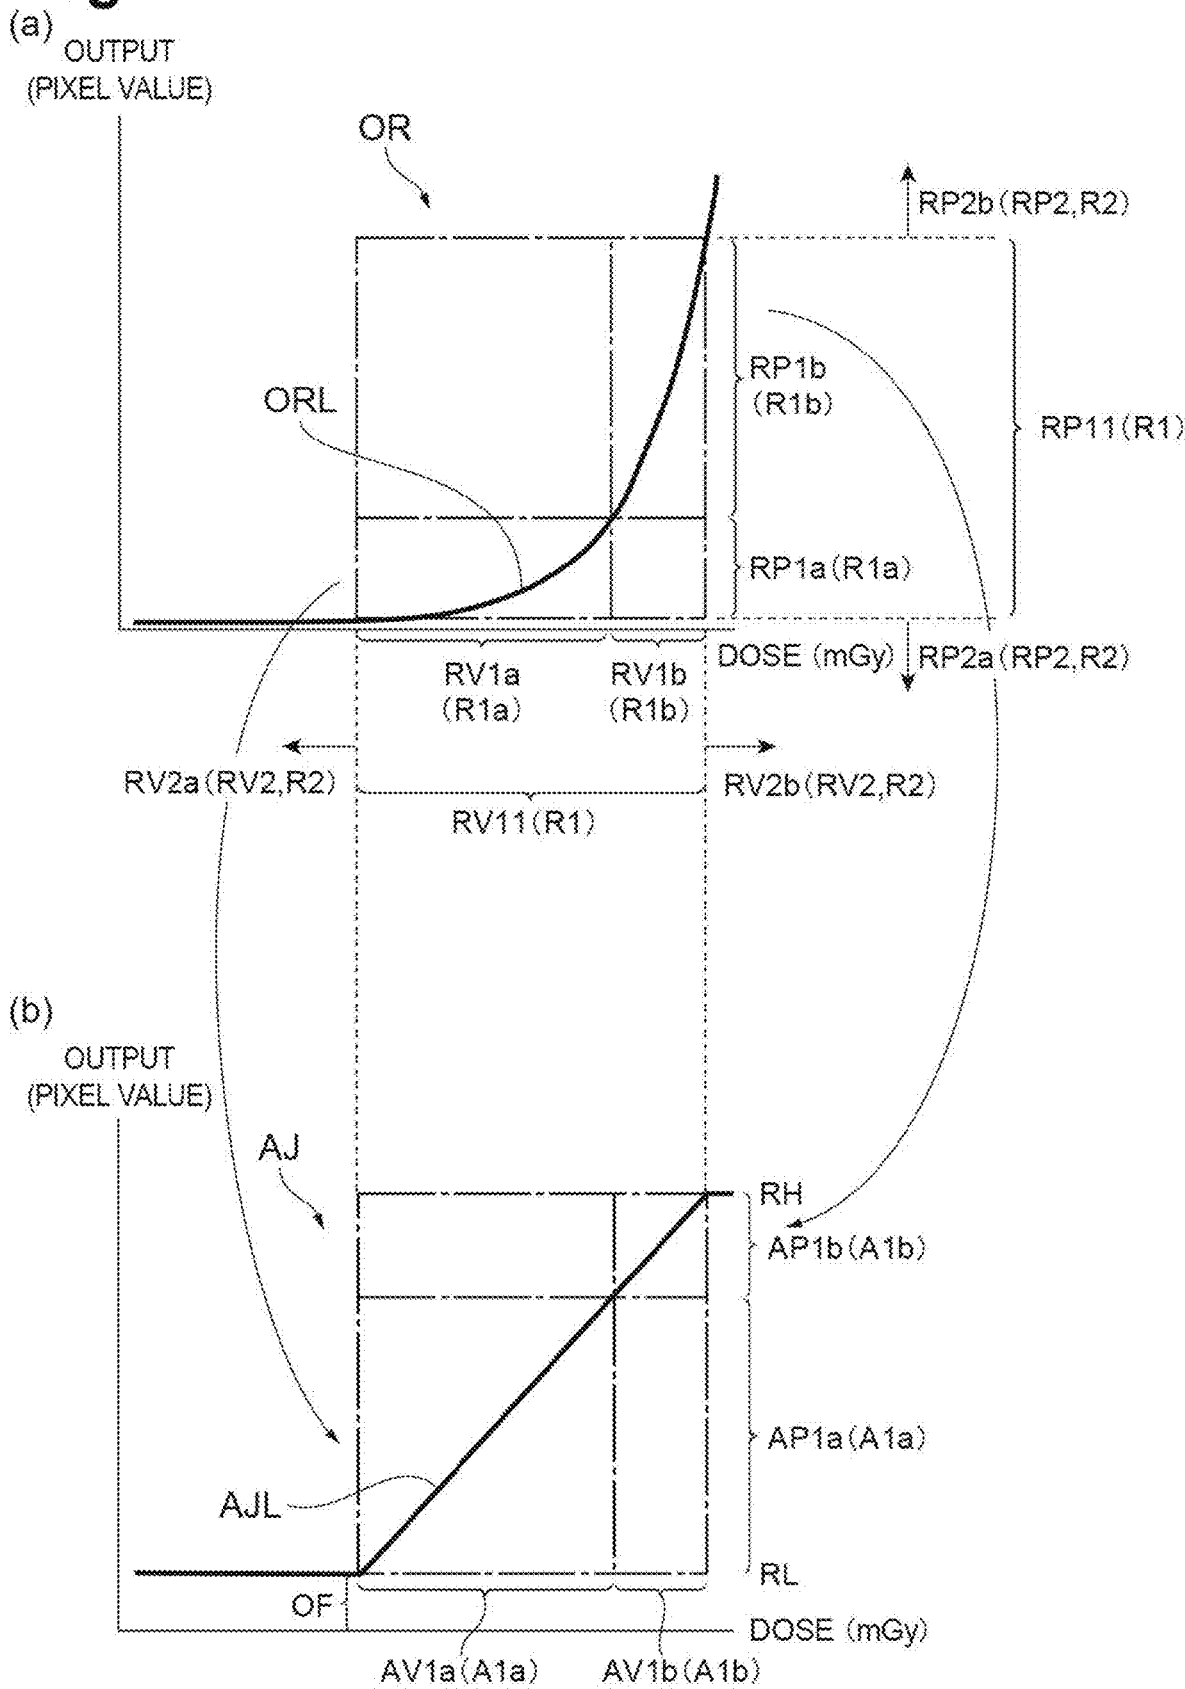 (a)
OUTPUT
(PIXEL VALUE)
OR
RP2b(RP2,R2)
RP1b
(R1b)
ORL
RP11(R1)
RP1a(R1a)
DOSE (mGy)
RP2a(RP2,R2)
RV1a
(R1a)
RV1b
(R1b)
RV2a(RV2,R2)
RV2b(RV2,R2)
RV11(R1)
(b)
OUTPUT
(PIXEL VALUE)
AJ
RH
AP1b(A1b)
AP1a(A1a)
AJL
RL
OF
DOSE (mGy)
AV1a(A1a)
AV1b(A1b)